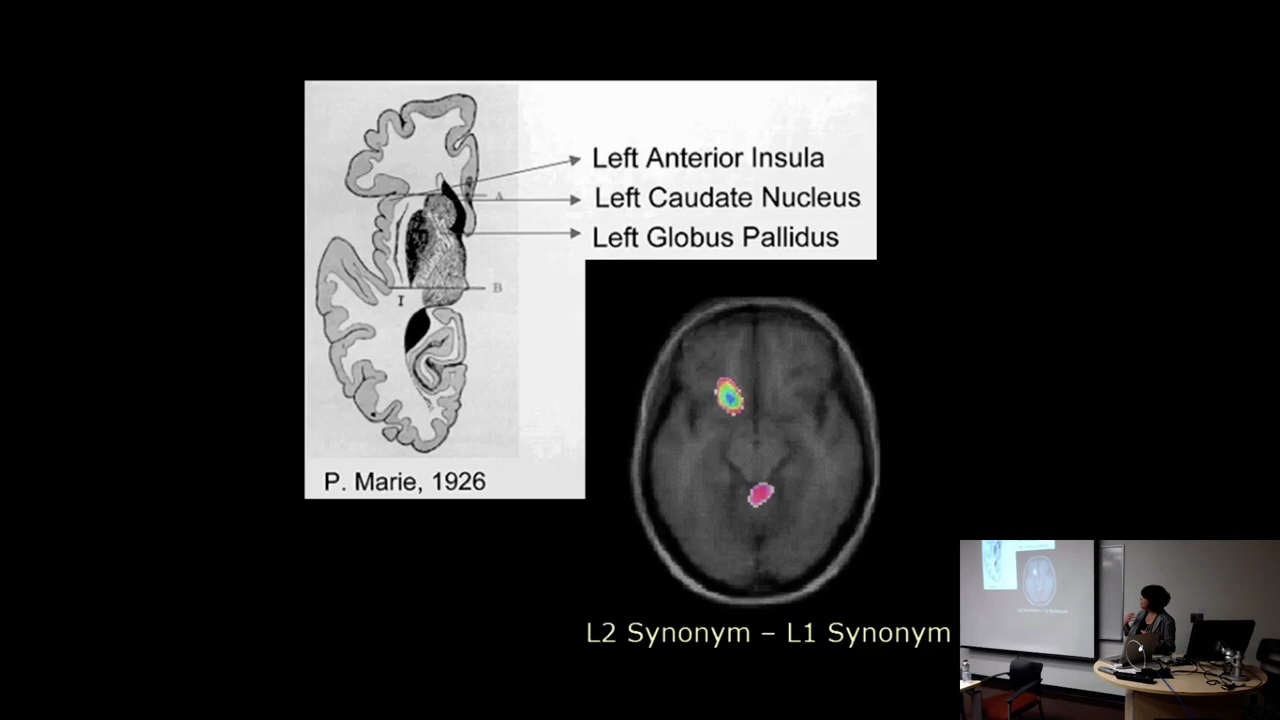 Left Anterior Insula
A
Left Caudate Nucleus
Left Globus Pallidus
B
I
P. Marie, 1926
L2 Synonym – L1 Synonym